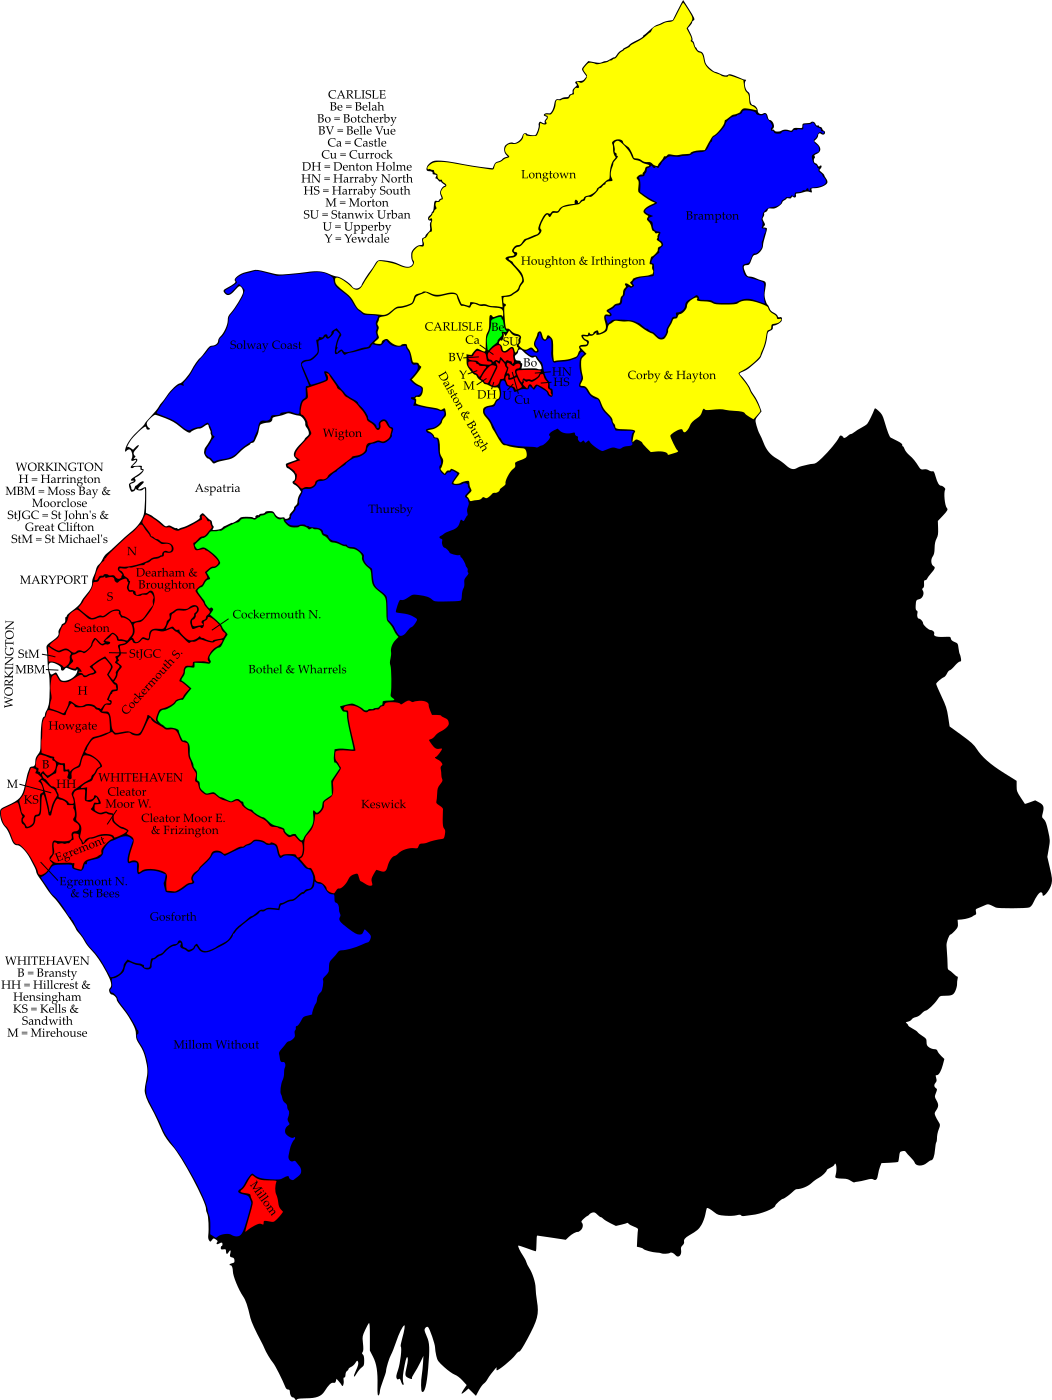 CARLISLE
Be = Belah
Bo = Botcherby
BV = Belle Vue
Ca = Castle
Cu = Currock
DH = Denton Holme
HN = Harraby North
HS = Harraby South
M = Morton
SU = Stanwix Urban
U = Upperby
Y = Yewdale
Longtown
Brampton
Houghton & Irthington
CARLISLE
Be
Ca
SU
Solway Coast
BV
Bo
Y
HN
M
HS
DH
U
Cu
Corby & Hayton
Dalston & Burgh
Wetheral
Wigton
WORKINGTON
H = Harrington
MBM = Moss Bay &
Moorclose
StJGC = St John's &
Great Clifton
StM = St Michael's
Aspatria
Thursby
N
MARYPORT
Dearham &
Broughton
S
Cockermouth N.
Seaton
WORKINGTON
StM
StJGC
MBM
Cockermouth S.
Bothel & Wharrels
H
Howgate
B
M
HH
WHITEHAVEN
KS
Cleator
Moor W.
Cleator Moor E.
& Frizington
Keswick
Egremont
Egremont N.
& St Bees
Gosforth
WHITEHAVEN
B = Bransty
HH = Hillcrest &
Hensingham
KS = Kells &
Sandwith
M = Mirehouse
Millom Without
Millom